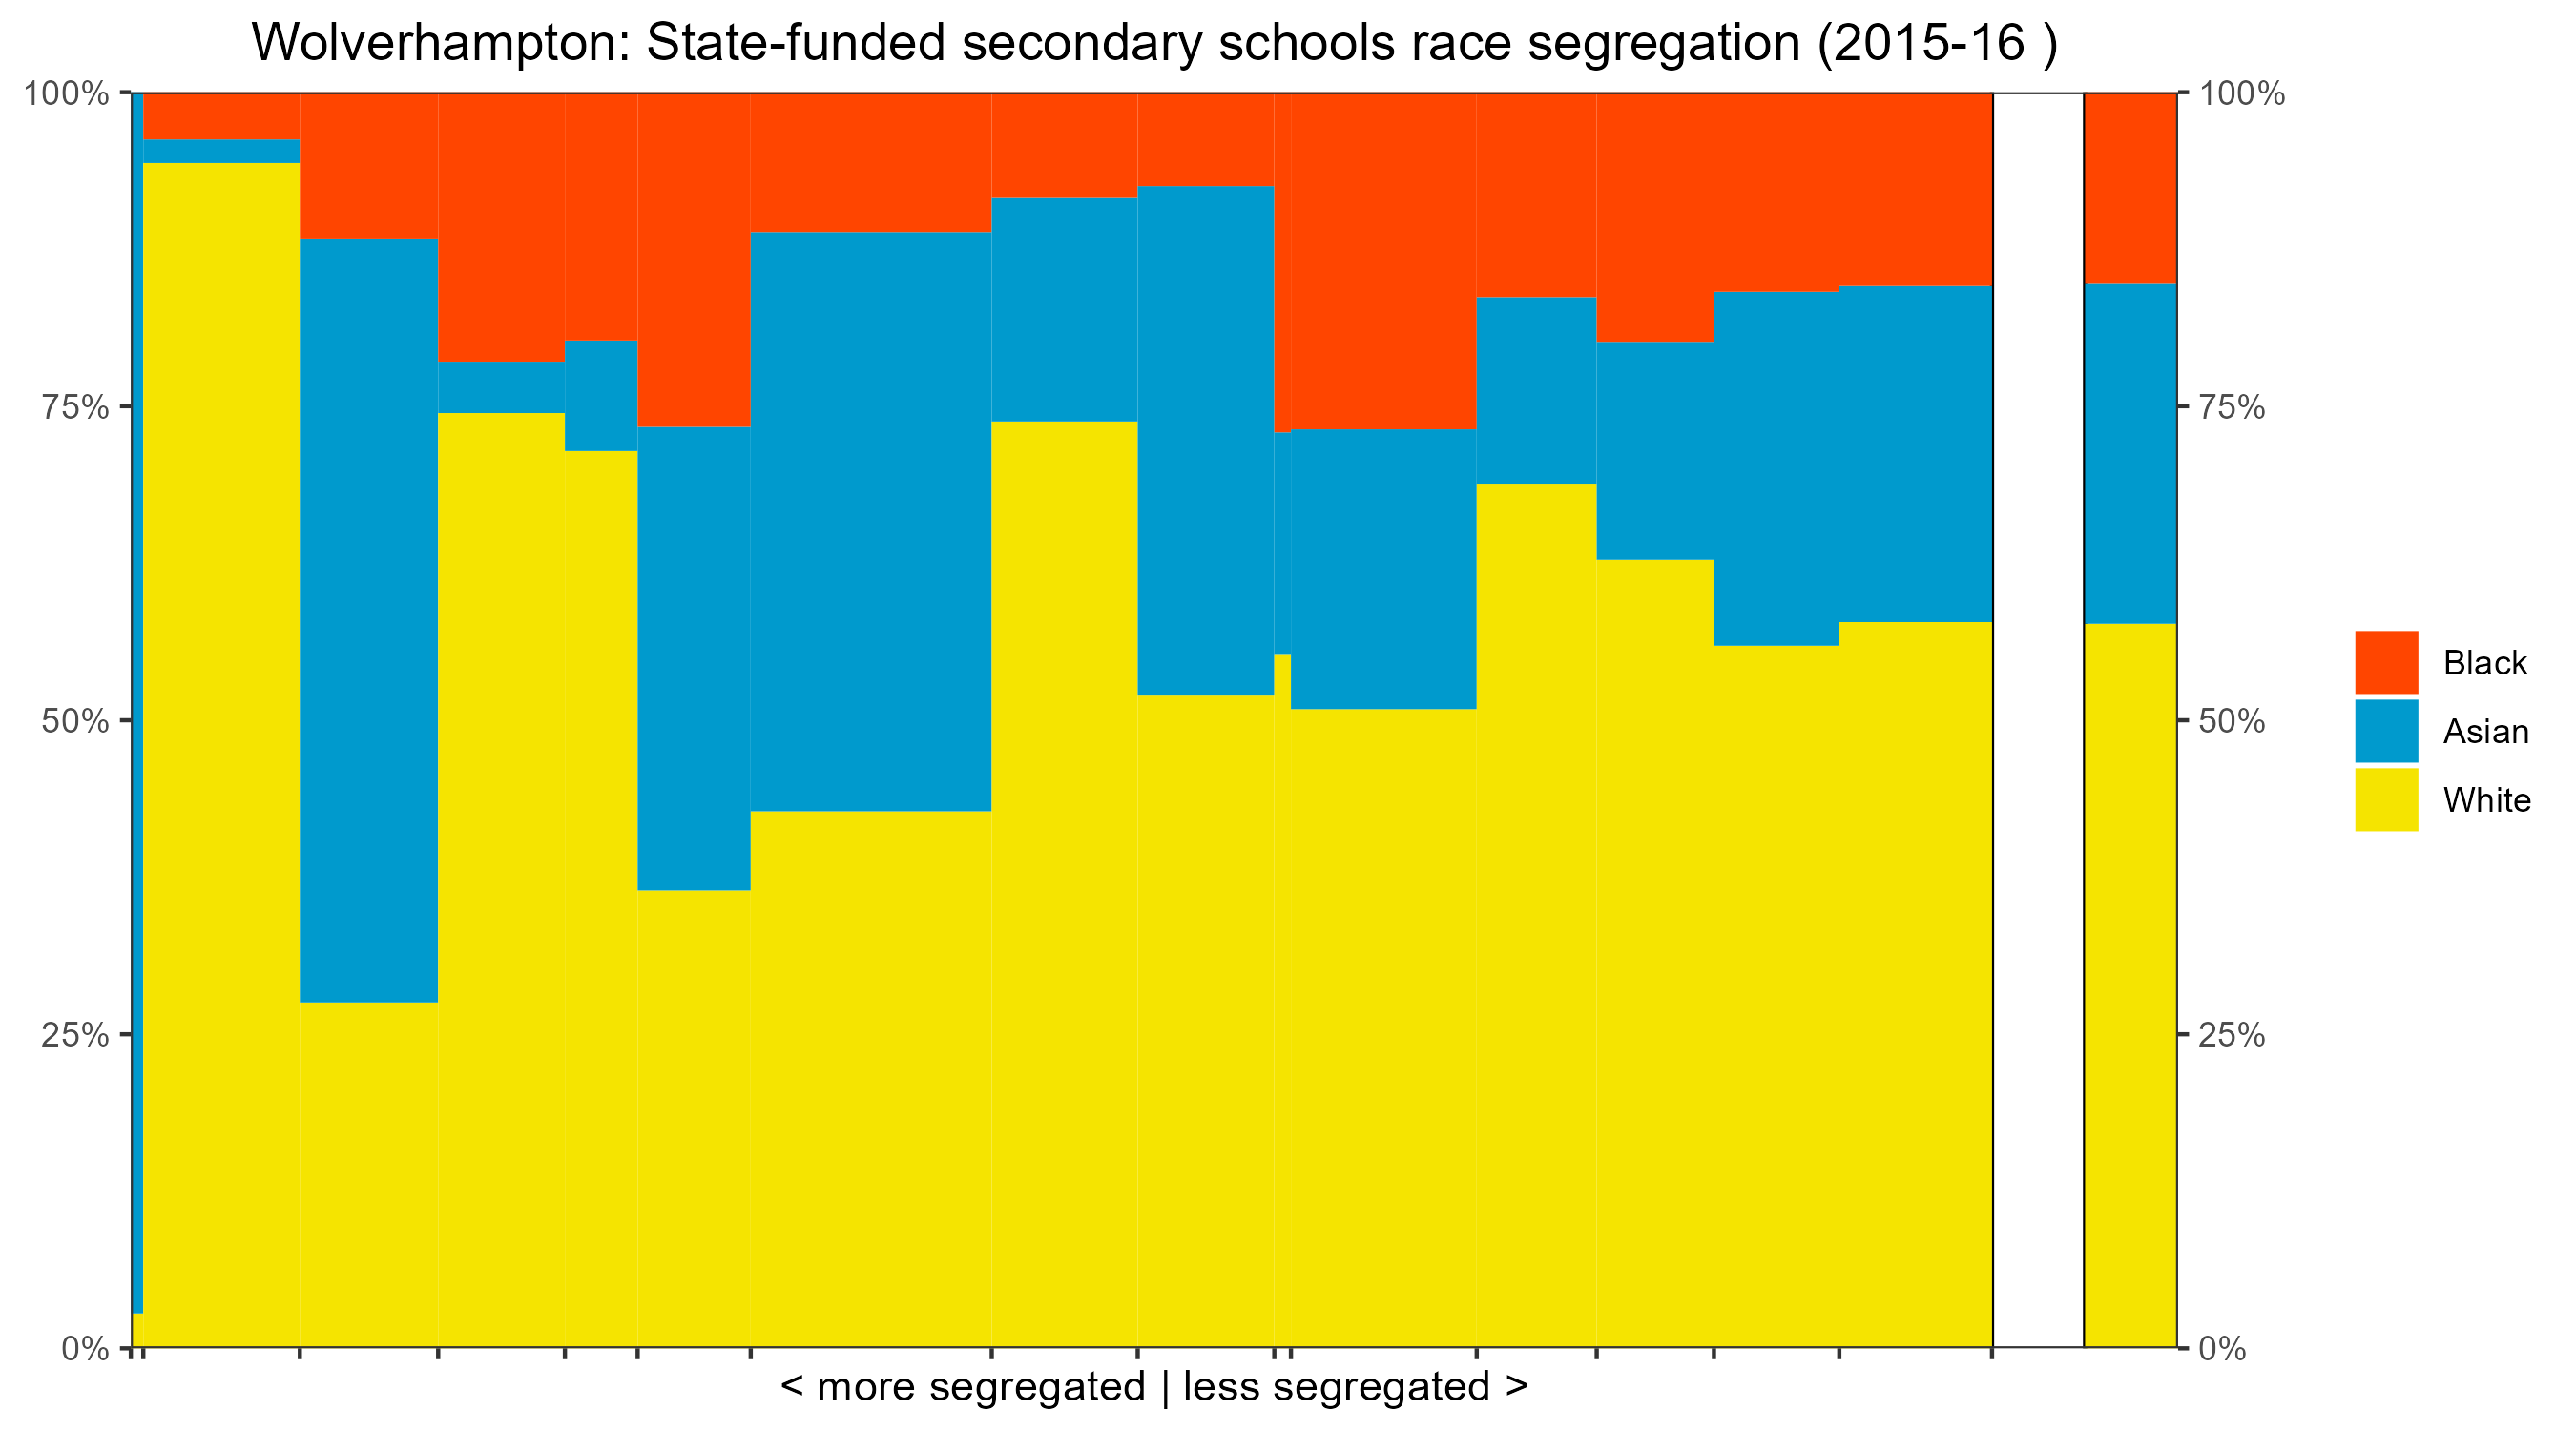 Wolverhampton: State-funded secondary schools race segregation (2015-16 )
100% 100%
75% 75%
50% 50%
25% 25%
0% 0%
Black
Asian
White
< more segregated | less segregated >